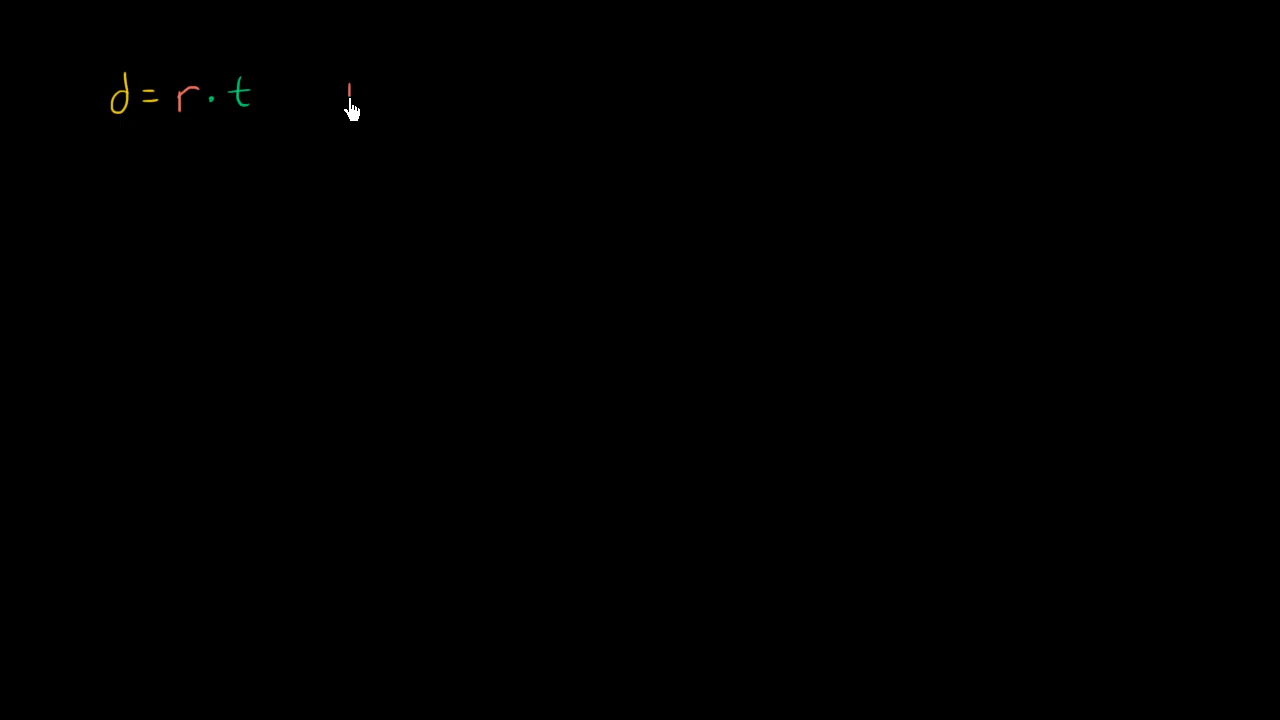 d = r · t